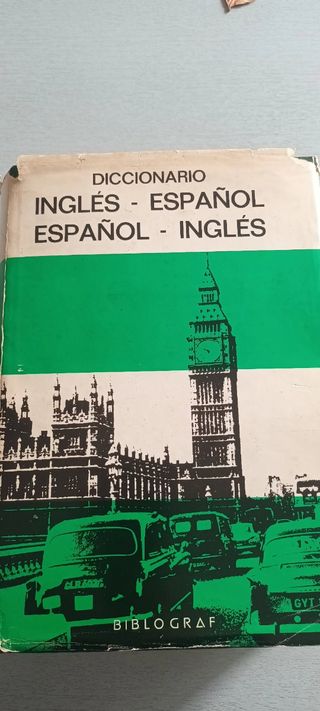 DICCIONARIO
INGLÉS - ESPAÑOL
ESPAÑOL - INGLÉS
BIBLOGRAF